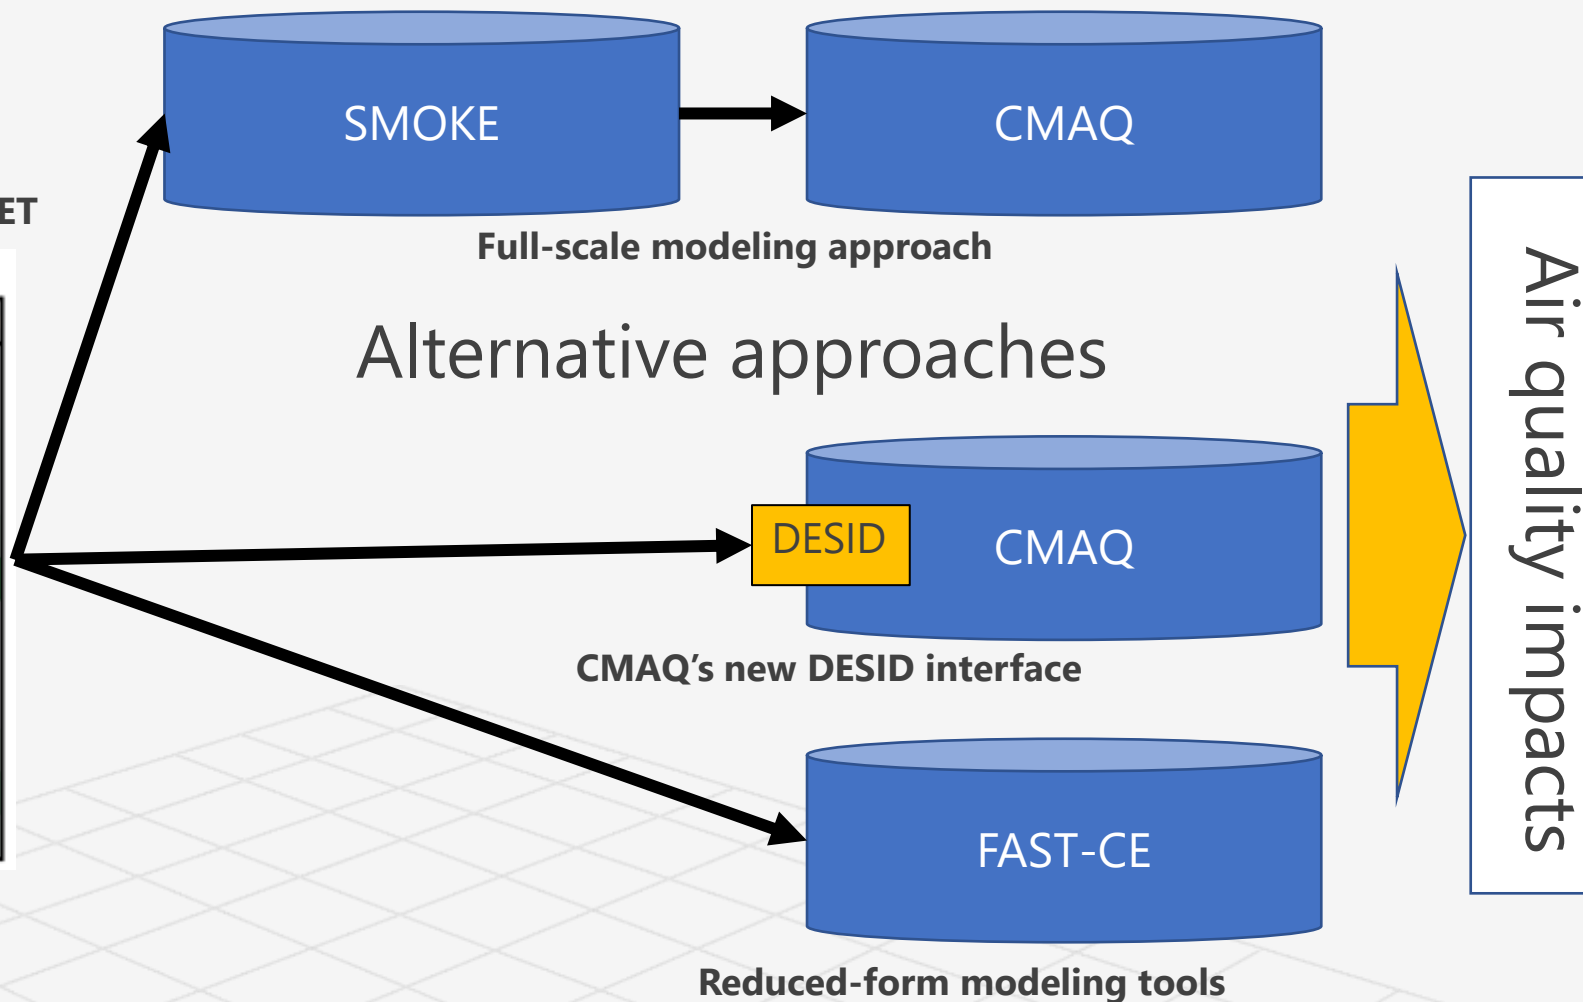 SMOKE
CMAQ
ET
Full-scale modeling approach
Alternative approaches
DESID
CMAQ
CMAQ’s new DESID interface
FAST-CE
Reduced-form modeling tools
Air quality impacts